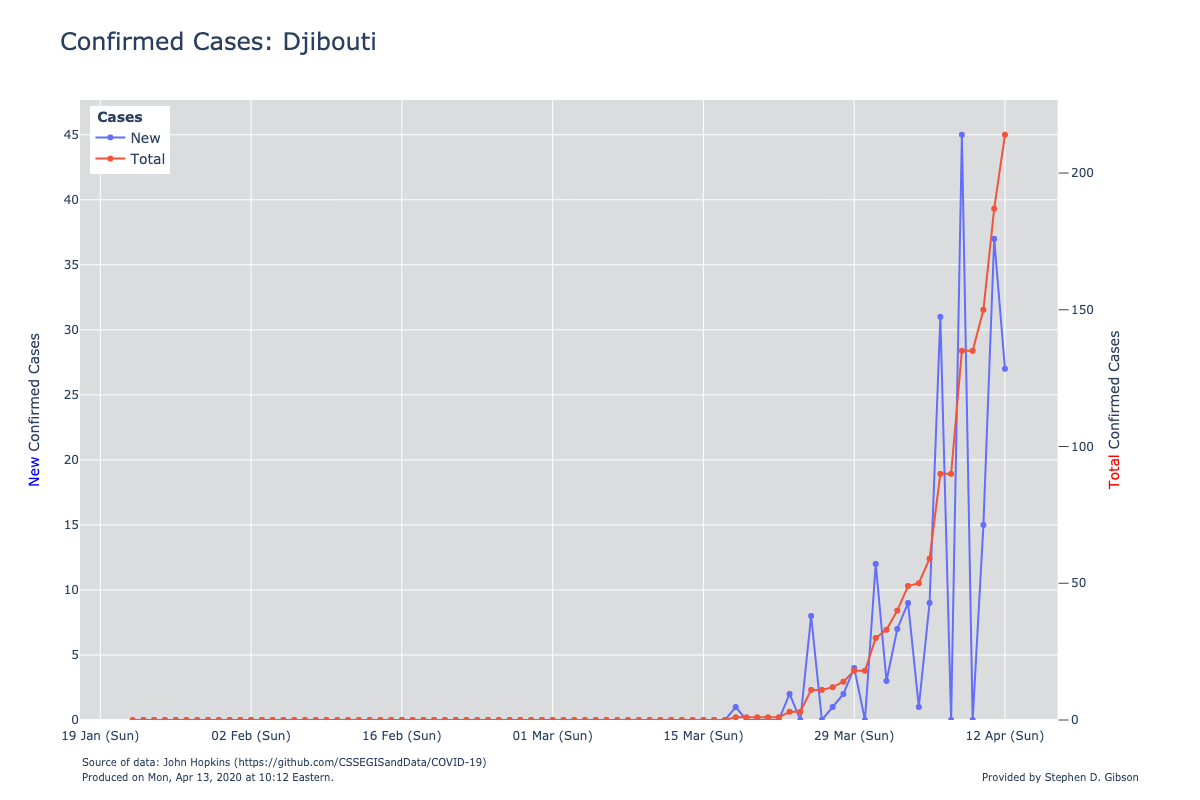 Confirmed Cases: Djibouti
Cases
New
Total
45
40
35
30
25
20
15
10
5
0
New Confirmed Cases
200
150
100
50
0
Total Confirmed Cases
19 Jan (Sun) 02 Feb (Sun) 16 Feb (Sun) 01 Mar (Sun) 15 Mar (Sun) 29 Mar (Sun) 12 Apr (Sun)
Source of data: John Hopkins (https://github.com/CSSEGISandData/COVID-19)
Produced on Mon, Apr 13, 2020 at 10:12 Eastern.
Provided by Stephen D. Gibson